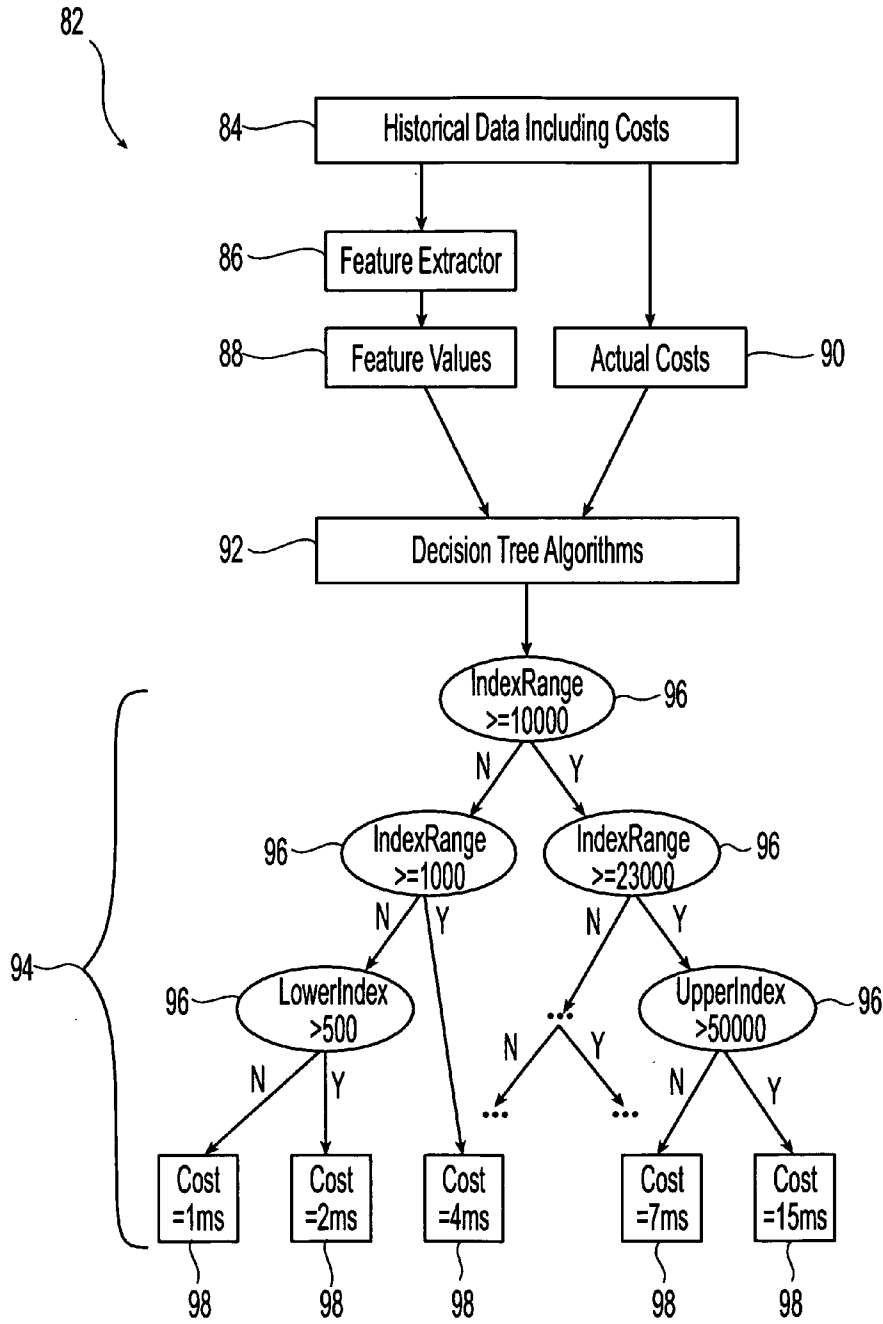 82
84
Historical Data Including Costs
86
Feature Extractor
88
Feature Values
Actual Costs
90
92
Decision Tree Algorithms
IndexRange
>=10000
96
N
Y
96
IndexRange
>=1000
IndexRange
>=23000
96
N
Y
N
Y
94
96
LowerIndex
>500
...
UpperIndex
>50000
96
N
Y
N
Y
N
Y
...
...
Cost
=1ms
Cost
=2ms
Cost
=4ms
Cost
=7ms
Cost
=15ms
98
98
98
98
98